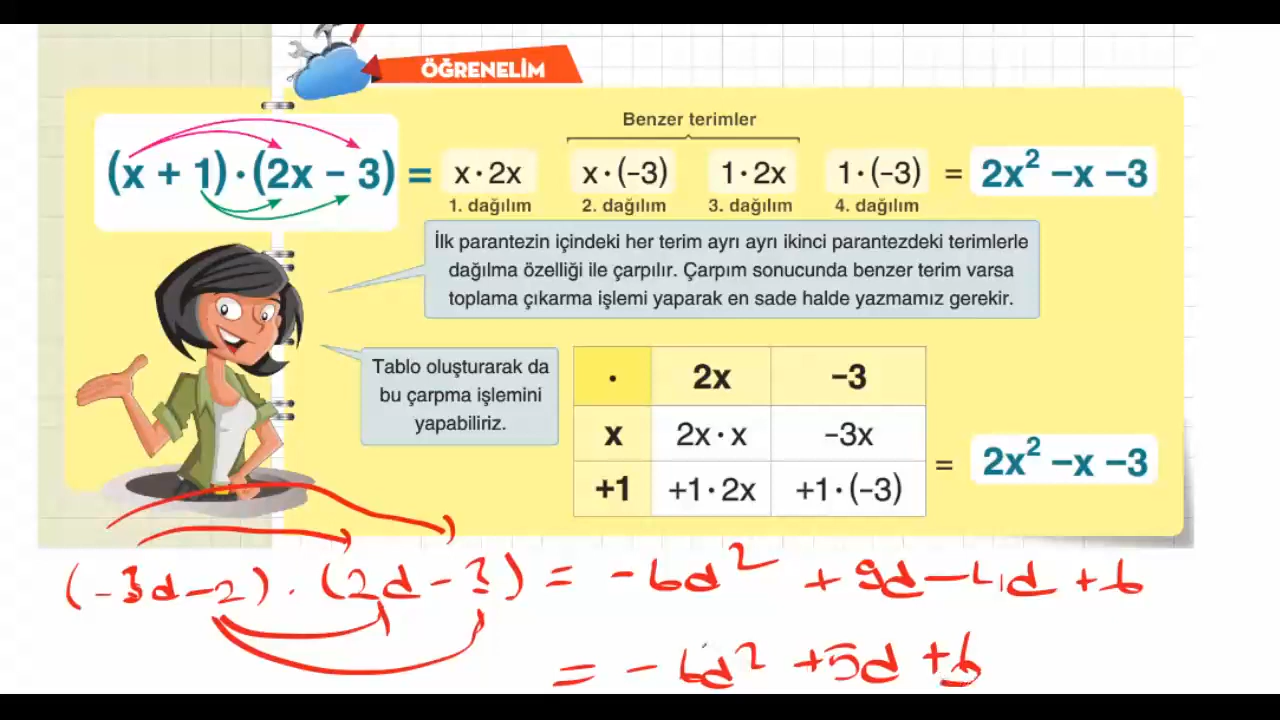 ÖĞRENELİM
Benzer terimler
(x + 1) · (2x – 3) = x · 2x x · (–3) 1 · 2x 1 · (–3) = 2x² –x –3
1. dağılım 2. dağılım 3. dağılım 4. dağılım
İlk parantezin içindeki her terim ayrı ayrı ikinci parantezdeki terimlerle
dağılma özelliği ile çarpılır. Çarpım sonucunda benzer terim varsa
toplama çıkarma işlemi yaparak en sade halde yazmamız gerekir.
Tablo oluşturarak da
bu çarpma işlemini
yapabiliriz.
· 2x –3
x 2x · x –3x
+1 +1 · 2x +1 · (–3)
= 2x² –x –3
(-3d-2) . (2d-3) = -6d² + 9d-4d + 6
= -6d² +5d +6